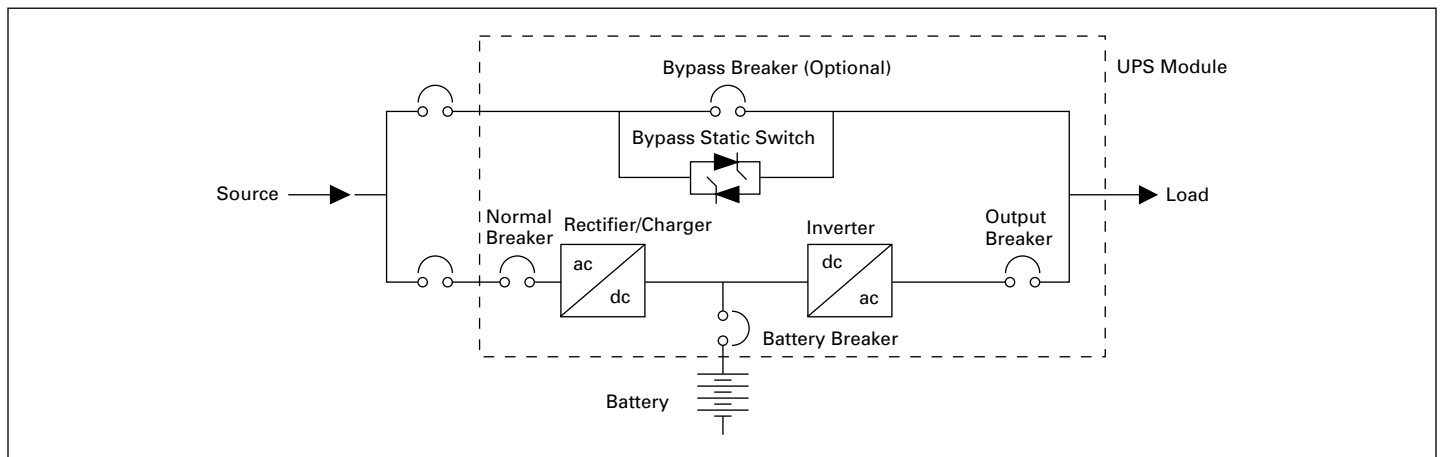 Bypass Breaker (Optional)
UPS Module
Bypass Static Switch
Source
Load
Normal
Breaker
Rectifier/Charger
Inverter
Output
Breaker
ac
dc
dc
ac
Battery Breaker
Battery